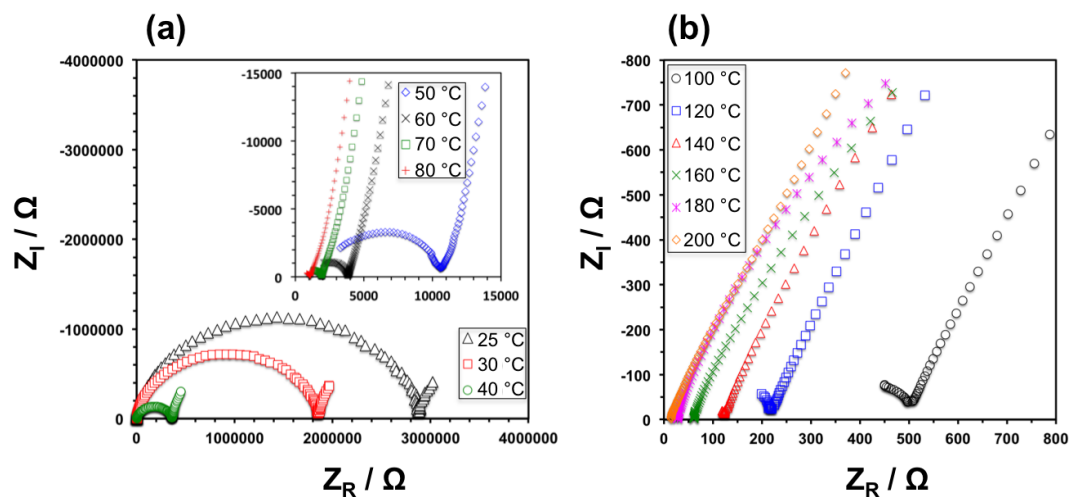 (a)
(b)
-4000000
-3000000
-2000000
-1000000
0
0
1000000
2000000
3000000
4000000
Z_I / Ω
Z_R / Ω
-15000
-10000
-5000
0
0
5000
10000
15000
50 °C
60 °C
70 °C
80 °C
25 °C
30 °C
40 °C
-800
-700
-600
-500
-400
-300
-200
-100
0
0
100
200
300
400
500
600
700
800
Z_I / Ω
Z_R / Ω
100 °C
120 °C
140 °C
160 °C
180 °C
200 °C